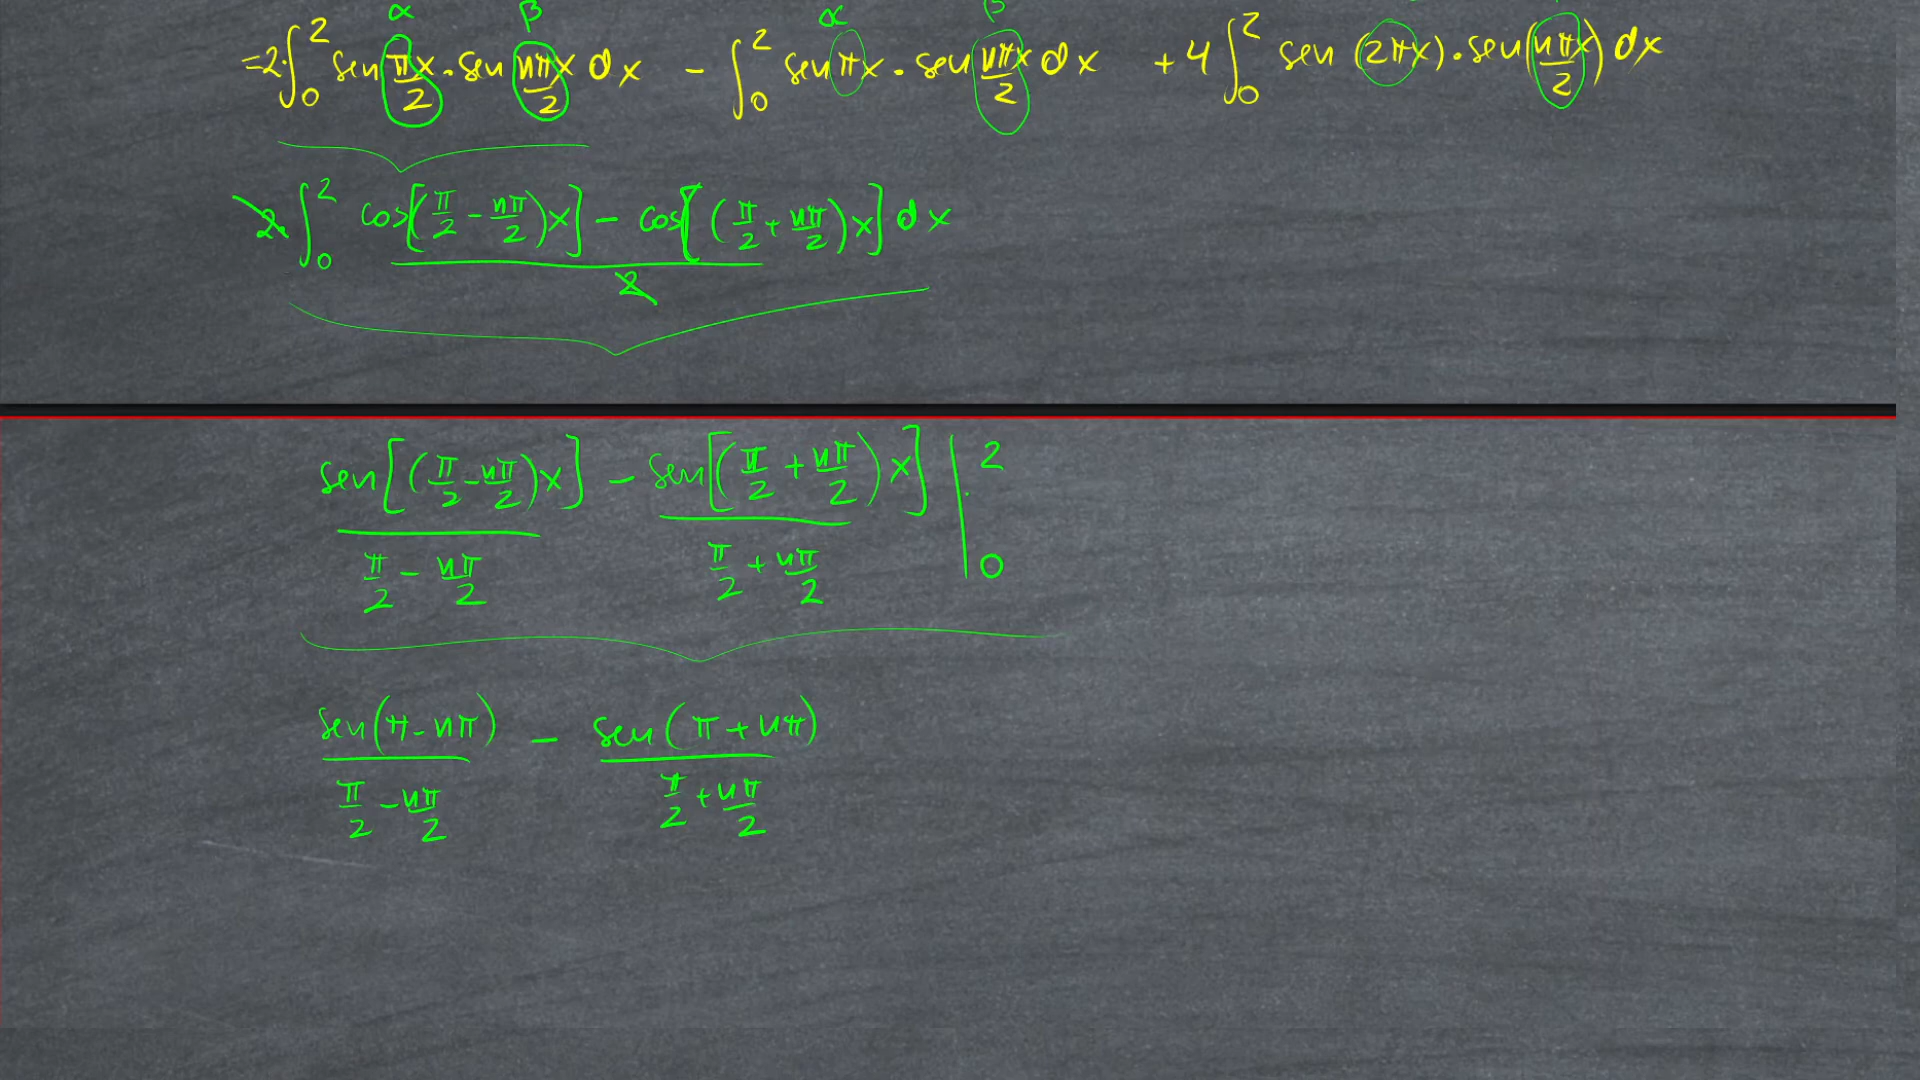 α β α β
=2·∫₀² sen πx/2 · sen nπx/2 dx − ∫₀² sen πx · sen nπx/2 dx + 4 ∫₀² sen (2πx) · sen(nπx/2) dx
2 ∫₀² (cos[(π/2 − nπ/2)x] − cos[(π/2 + nπ/2)x])/2 dx
sen[(π/2 − nπ/2)x]/(π/2 − nπ/2) − sen[(π/2 + nπ/2)x]/(π/2 + nπ/2) |₀²
sen(π − nπ)/(π/2 − nπ/2) − sen(π + nπ)/(π/2 + nπ/2)